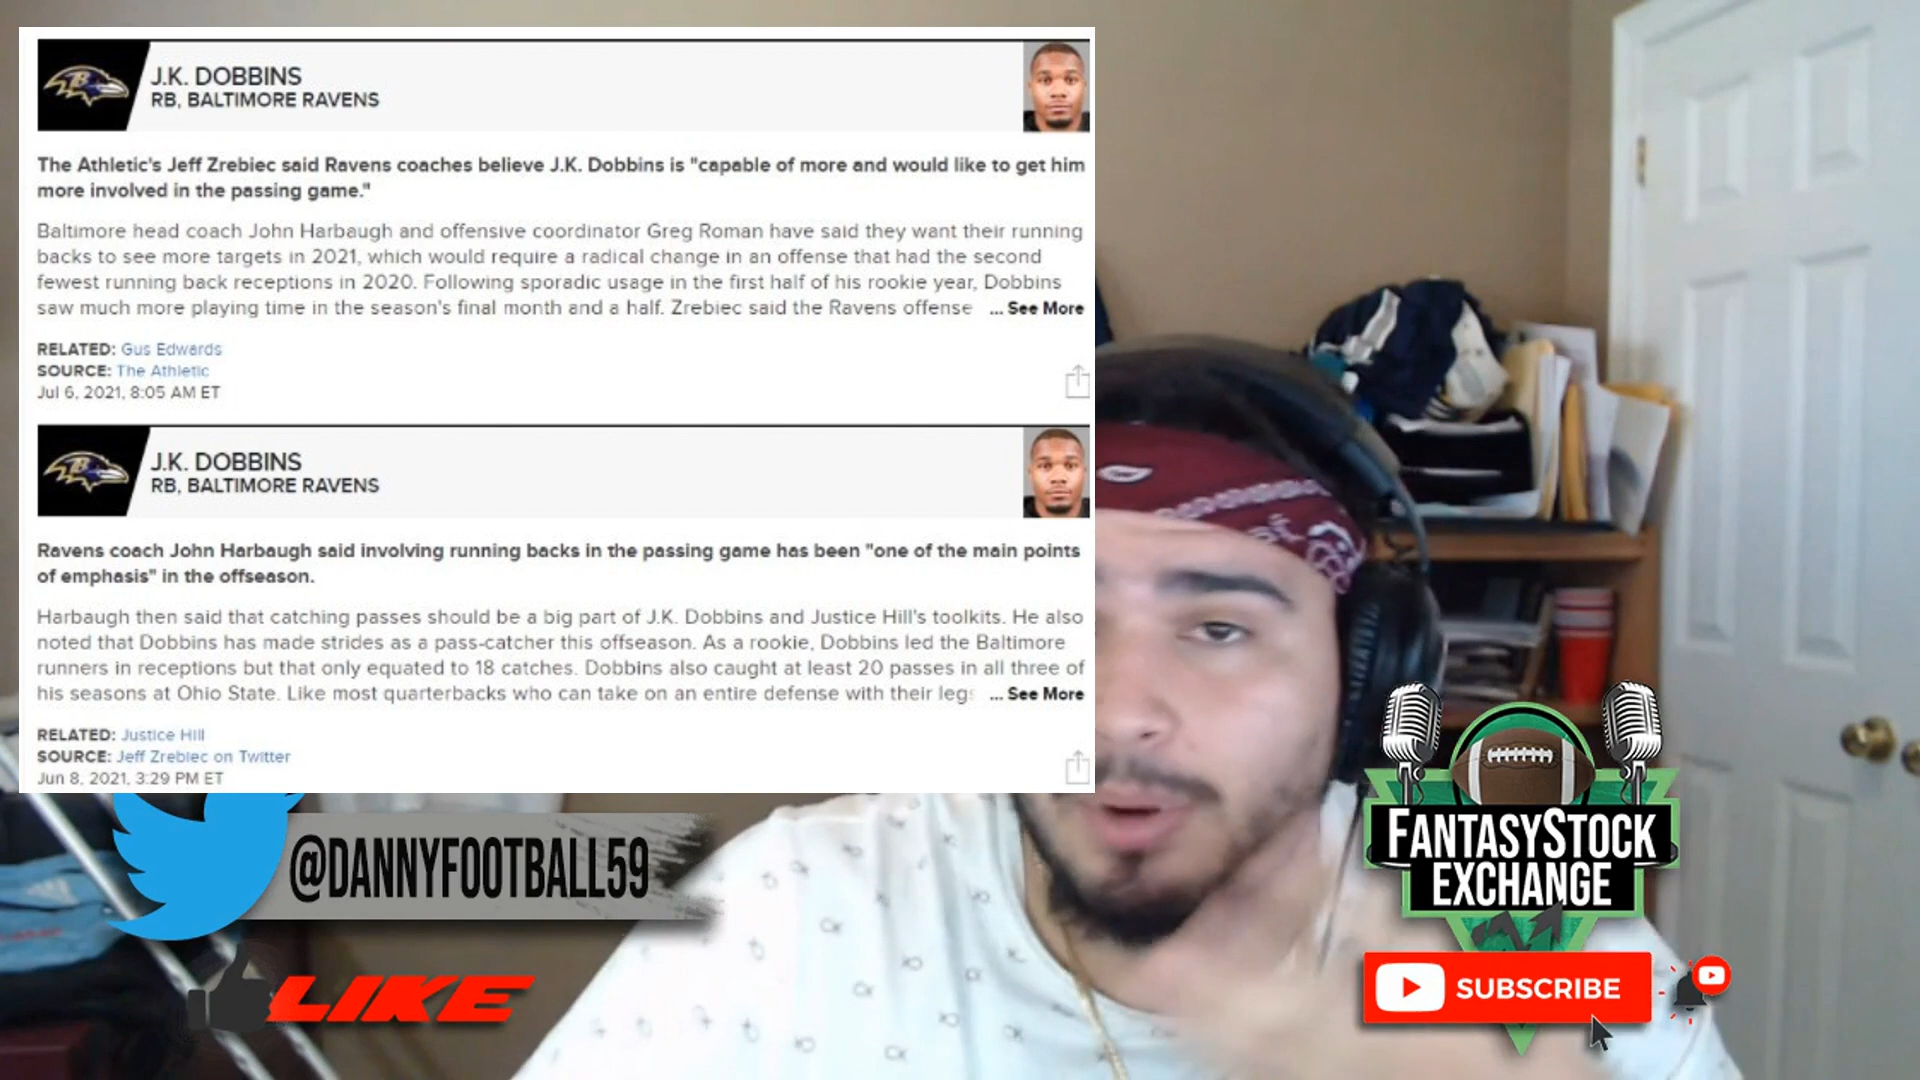 J.K. DOBBINS
RB, BALTIMORE RAVENS
The Athletic's Jeff Zrebiec said Ravens coaches believe J.K. Dobbins is "capable of more and would like to get him
more involved in the passing game."
Baltimore head coach John Harbaugh and offensive coordinator Greg Roman have said they want their running
backs to see more targets in 2021, which would require a radical change in an offense that had the second
fewest running back receptions in 2020. Following sporadic usage in the first half of his rookie year, Dobbins
saw much more playing time in the season's final month and a half. Zrebiec said the Ravens offense ... See More
RELATED: Gus Edwards
SOURCE: The Athletic
Jul 6, 2021, 8:05 AM ET
J.K. DOBBINS
RB, BALTIMORE RAVENS
Ravens coach John Harbaugh said involving running backs in the passing game has been "one of the main points
of emphasis" in the offseason.
Harbaugh then said that catching passes should be a big part of J.K. Dobbins and Justice Hill's toolkits. He also
noted that Dobbins has made strides as a pass-catcher this offseason. As a rookie, Dobbins led the Baltimore
runners in receptions but that only equated to 18 catches. Dobbins also caught at least 20 passes in all three of
his seasons at Ohio State. Like most quarterbacks who can take on an entire defense with their legs ... See More
RELATED: Justice Hill
SOURCE: Jeff Zrebiec on Twitter
Jun 8, 2021, 3:29 PM ET
@DANNYFOOTBALL59
LIKE
FANTASYSTOCK
EXCHANGE
SUBSCRIBE